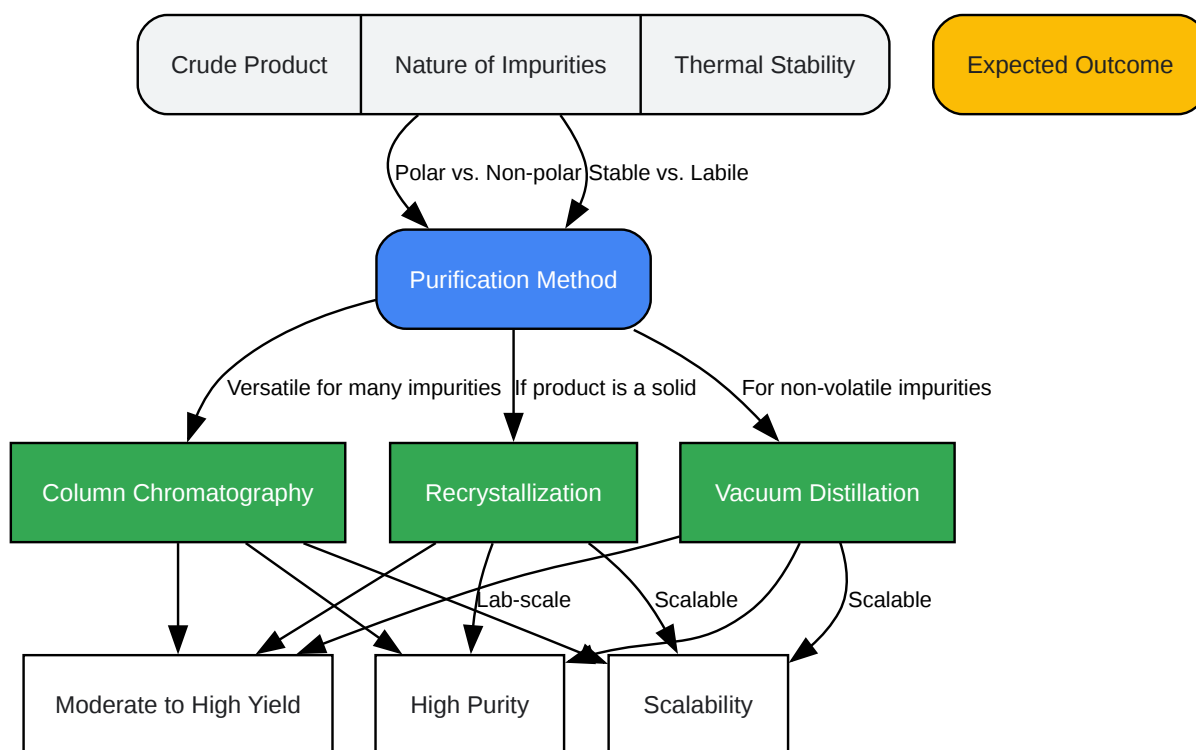 Crude Product
Nature of Impurities
Thermal Stability
Expected Outcome
Polar vs. Non-polar
Stable vs. Labile
Purification Method
Versatile for many impurities
If product is a solid
For non-volatile impurities
Column Chromatography
Recrystallization
Vacuum Distillation
Lab-scale
Scalable
Scalable
Moderate to High Yield
High Purity
Scalability